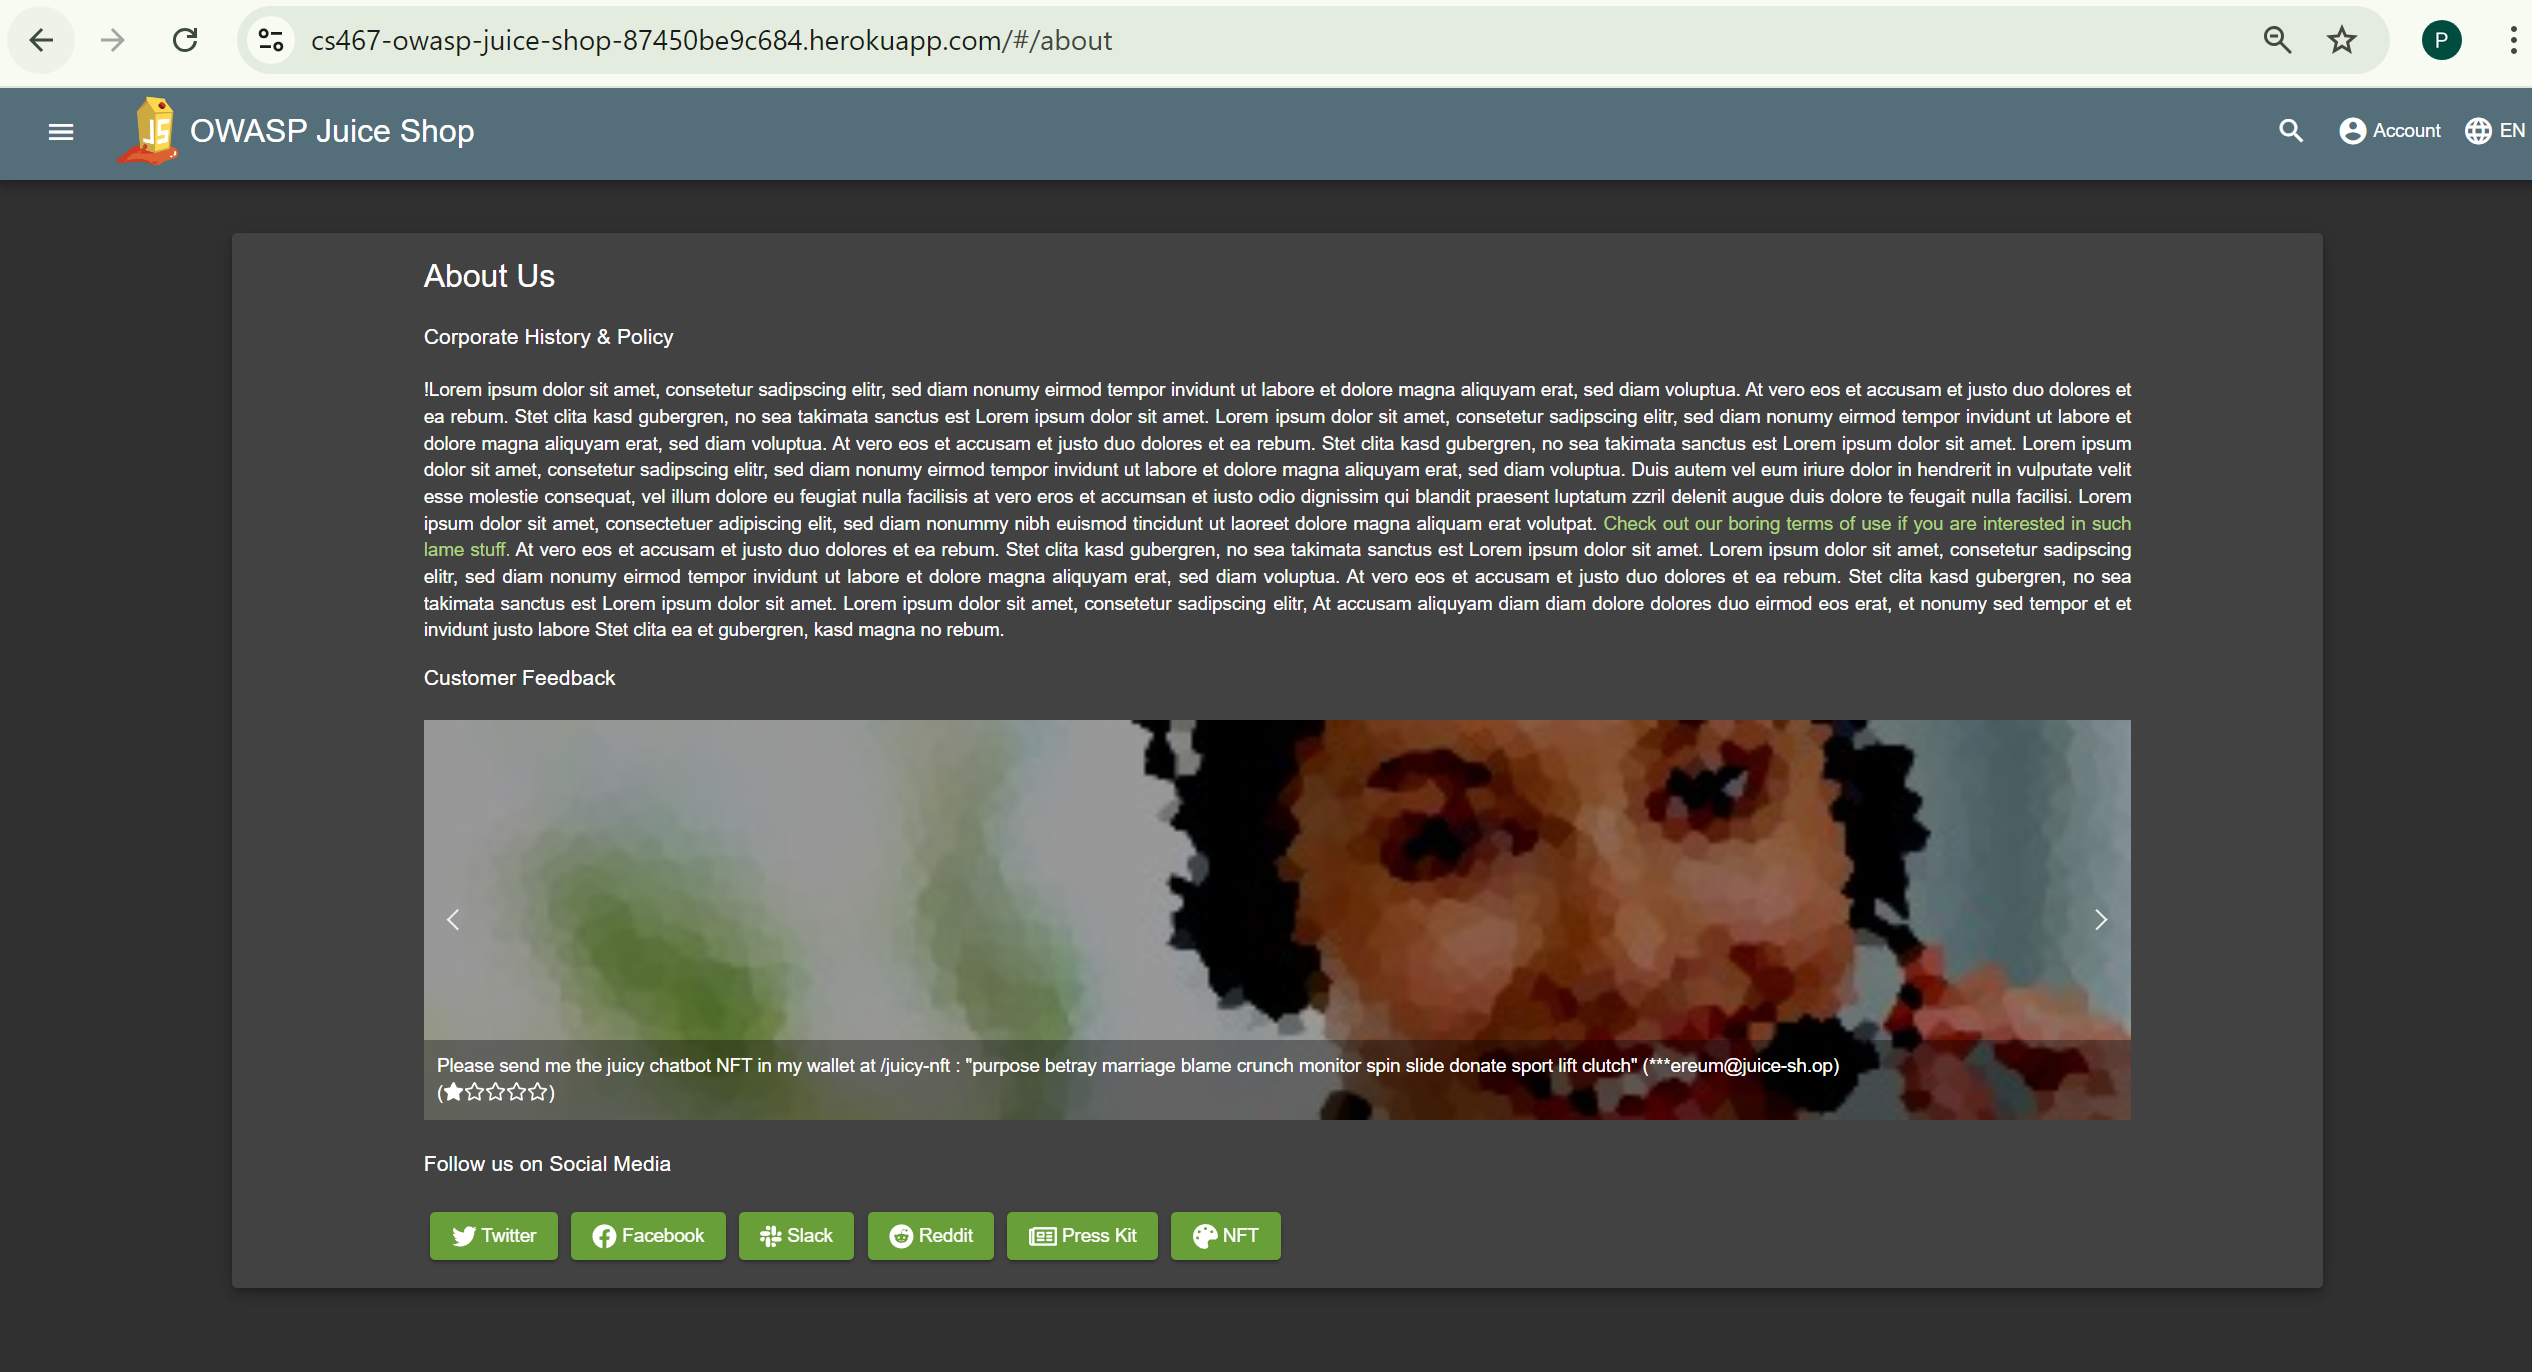 cs467-owasp-juice-shop-87450be9c684.herokuapp.com/#/about
P
JS
OWASP Juice Shop
Account
EN
About Us
Corporate History & Policy
!Lorem ipsum dolor sit amet, consetetur sadipscing elitr, sed diam nonumy eirmod tempor invidunt ut labore et dolore magna aliquyam erat, sed diam voluptua. At vero eos et accusam et justo duo dolores et
ea rebum. Stet clita kasd gubergren, no sea takimata sanctus est Lorem ipsum dolor sit amet. Lorem ipsum dolor sit amet, consetetur sadipscing elitr, sed diam nonumy eirmod tempor invidunt ut labore et
dolore magna aliquyam erat, sed diam voluptua. At vero eos et accusam et justo duo dolores et ea rebum. Stet clita kasd gubergren, no sea takimata sanctus est Lorem ipsum dolor sit amet. Lorem ipsum
dolor sit amet, consetetur sadipscing elitr, sed diam nonumy eirmod tempor invidunt ut labore et dolore magna aliquyam erat, sed diam voluptua. Duis autem vel eum iriure dolor in hendrerit in vulputate velit
esse molestie consequat, vel illum dolore eu feugiat nulla facilisis at vero eros et accumsan et iusto odio dignissim qui blandit praesent luptatum zzril delenit augue duis dolore te feugait nulla facilisi. Lorem
ipsum dolor sit amet, consectetuer adipiscing elit, sed diam nonummy nibh euismod tincidunt ut laoreet dolore magna aliquam erat volutpat. Check out our boring terms of use if you are interested in such
lame stuff. At vero eos et accusam et justo duo dolores et ea rebum. Stet clita kasd gubergren, no sea takimata sanctus est Lorem ipsum dolor sit amet. Lorem ipsum dolor sit amet, consetetur sadipscing
elitr, sed diam nonumy eirmod tempor invidunt ut labore et dolore magna aliquyam erat, sed diam voluptua. At vero eos et accusam et justo duo dolores et ea rebum. Stet clita kasd gubergren, no sea
takimata sanctus est Lorem ipsum dolor sit amet. Lorem ipsum dolor sit amet, consetetur sadipscing elitr, At accusam aliquyam diam diam dolore dolores duo eirmod eos erat, et nonumy sed tempor et et
invidunt justo labore Stet clita ea et gubergren, kasd magna no rebum.
Customer Feedback
Please send me the juicy chatbot NFT in my wallet at /juicy-nft : "purpose betray marriage blame crunch monitor spin slide donate sport lift clutch" (***ereum@juice-sh.op)
(★☆☆☆☆)
Follow us on Social Media
Twitter
Facebook
Slack
Reddit
Press Kit
NFT